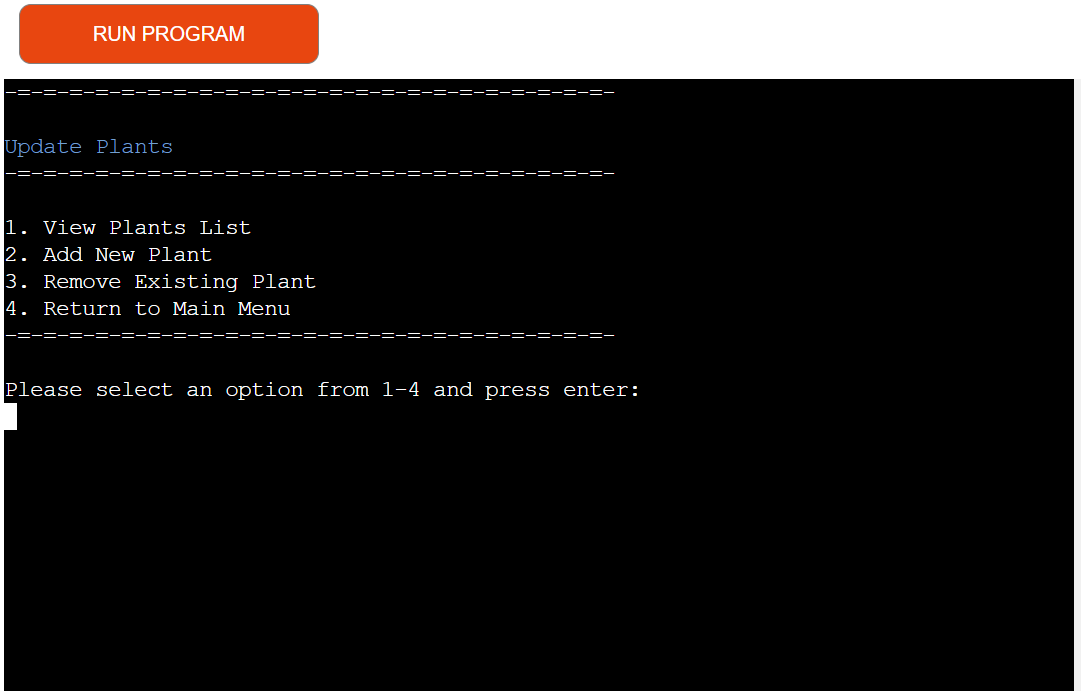 RUN PROGRAM
-=-=-=-=-=-=-=-=-=-=-=-=-=-=-=-=-=-=-=-=-=-=-=-
Update Plants
-=-=-=-=-=-=-=-=-=-=-=-=-=-=-=-=-=-=-=-=-=-=-=-
1. View Plants List
2. Add New Plant
3. Remove Existing Plant
4. Return to Main Menu
-=-=-=-=-=-=-=-=-=-=-=-=-=-=-=-=-=-=-=-=-=-=-=-
Please select an option from 1-4 and press enter: